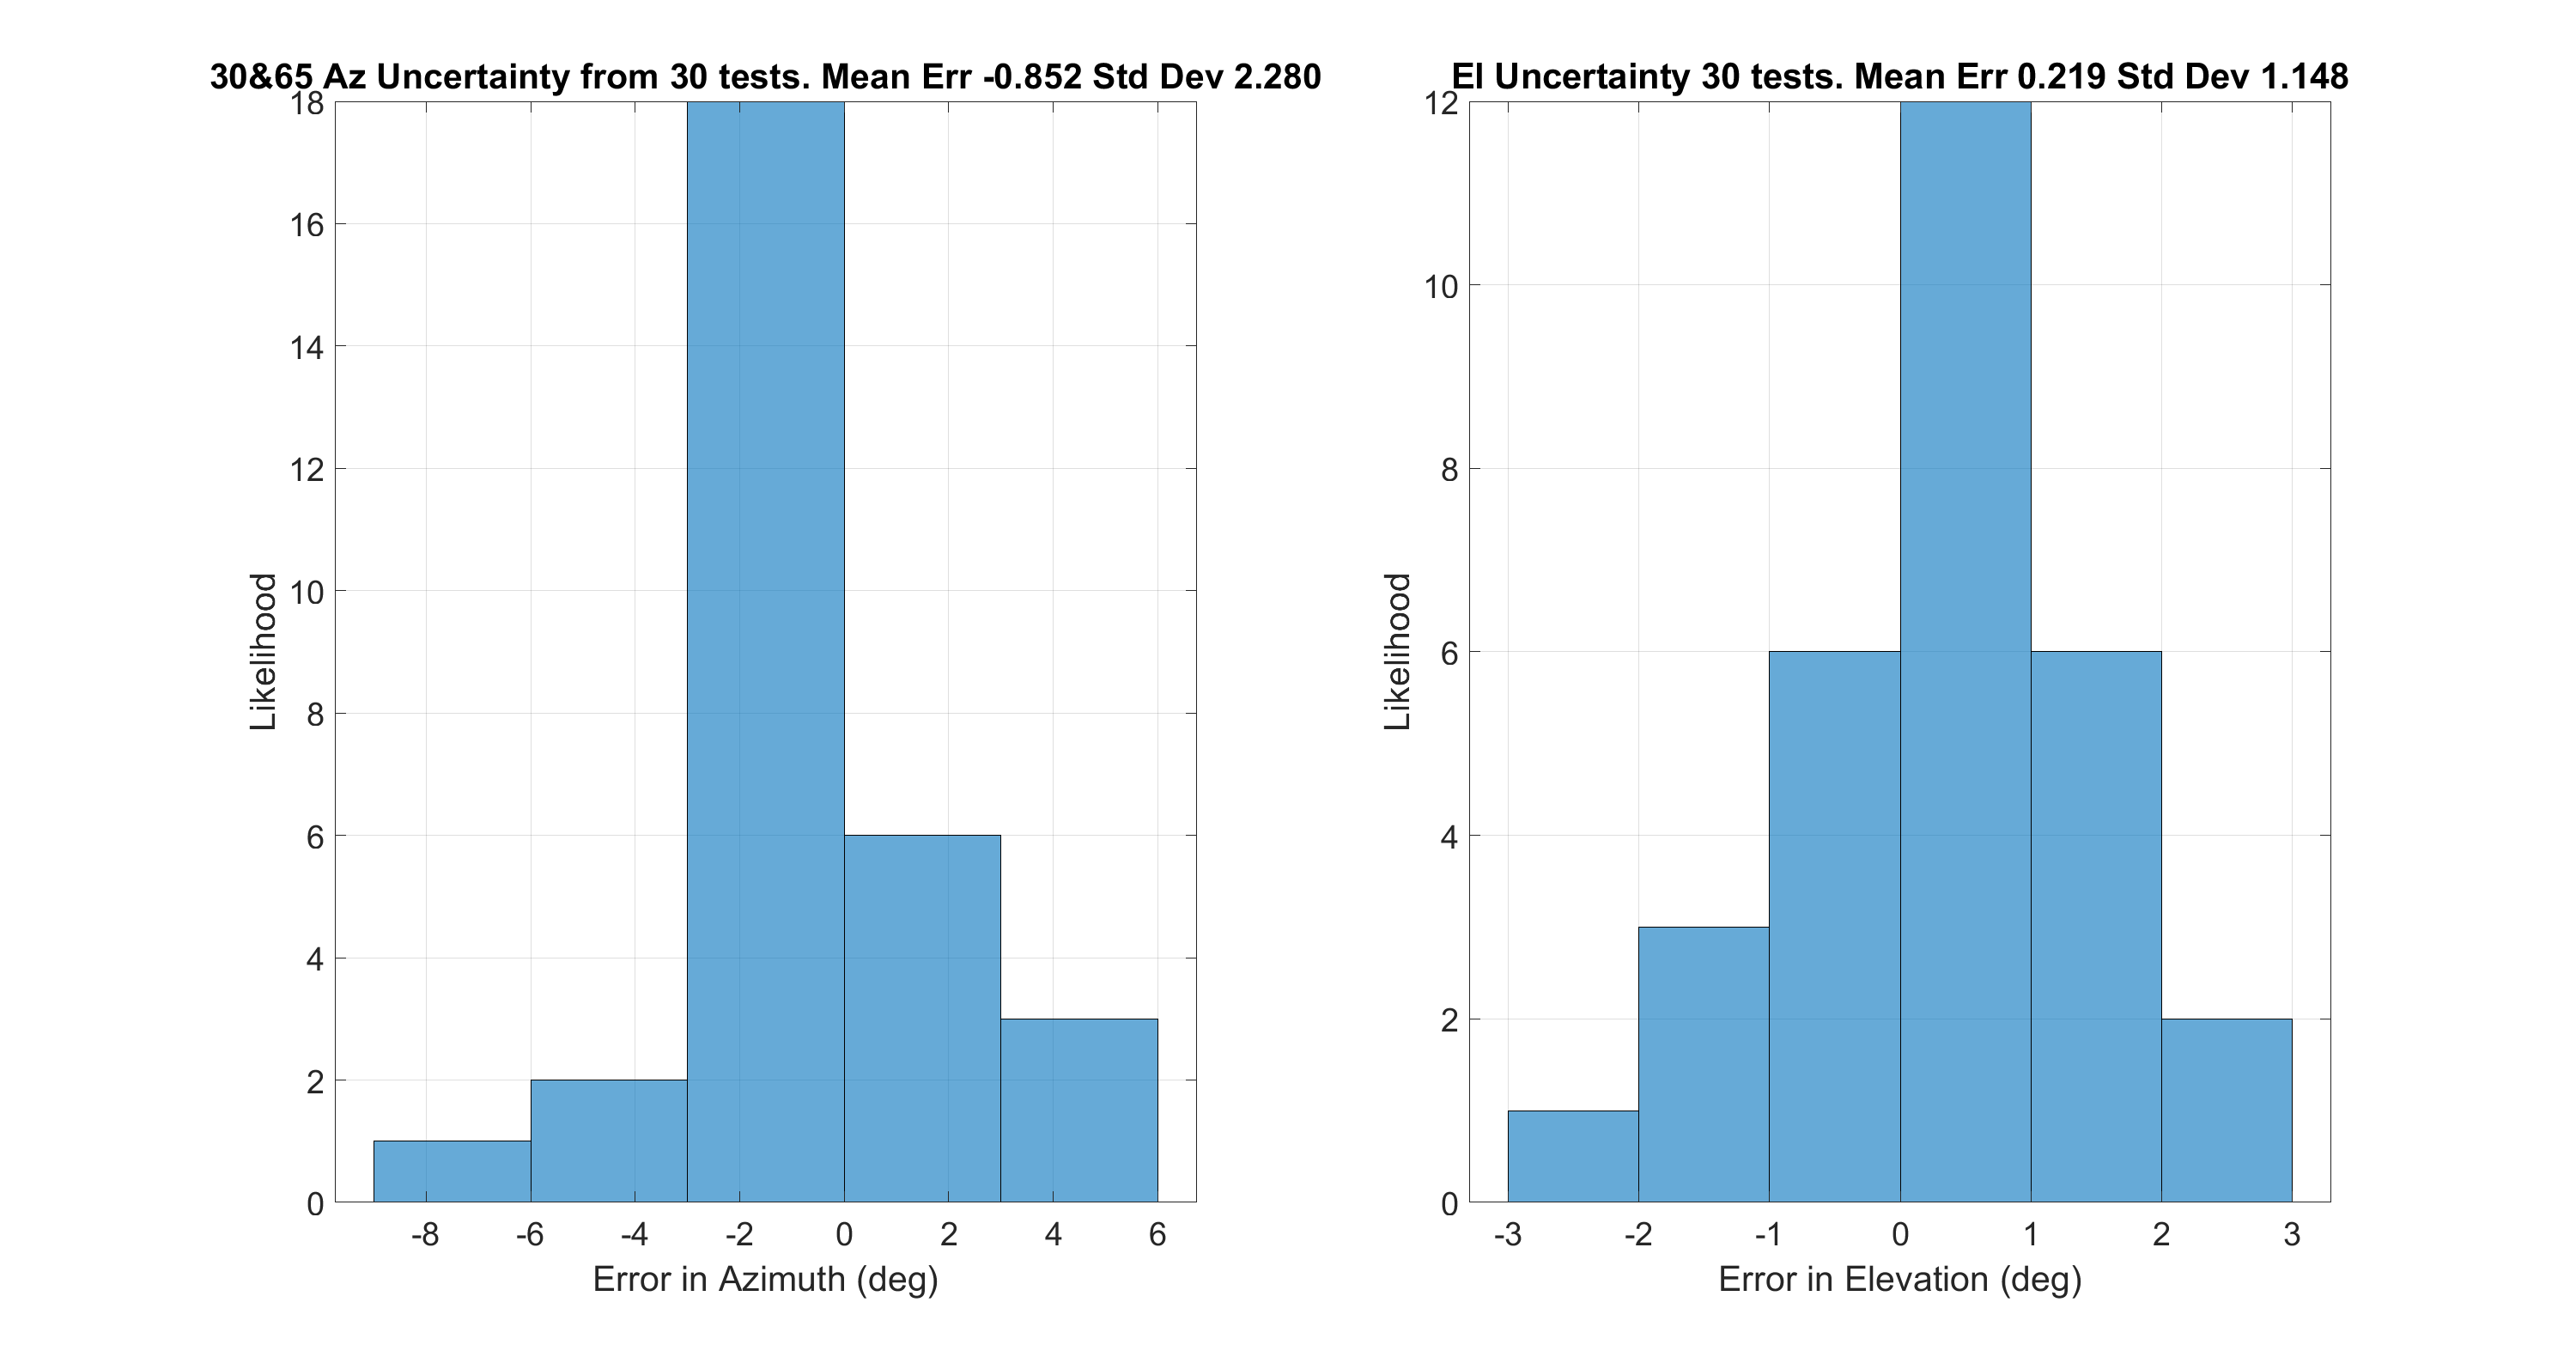 30&65 Az Uncertainty from 30 tests. Mean Err -0.852 Std Dev 2.280
18
16
14
12
10
8
6
4
2
0
Likelihood
-8 -6 -4 -2 0 2 4 6
Error in Azimuth (deg)
El Uncertainty 30 tests. Mean Err 0.219 Std Dev 1.148
12
10
8
6
4
2
0
Likelihood
-3 -2 -1 0 1 2 3
Error in Elevation (deg)